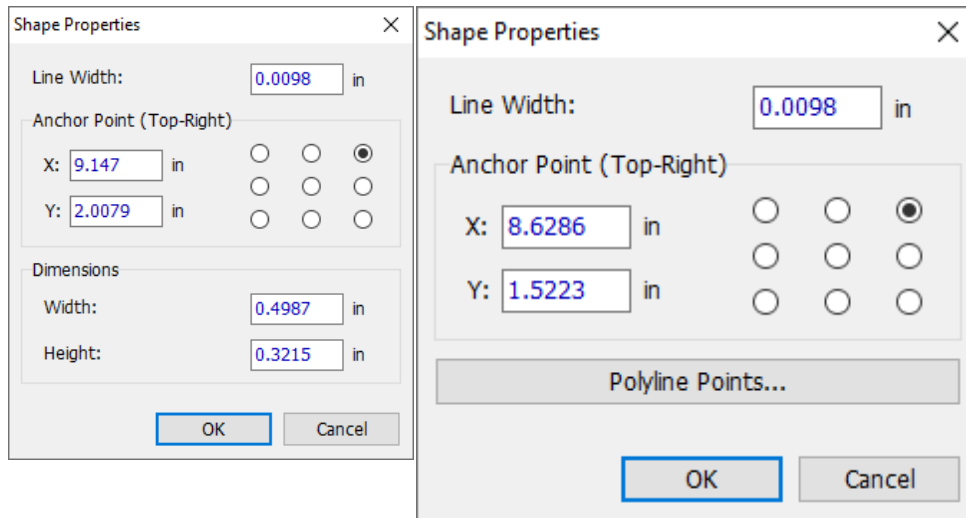 Shape Properties
Line Width: 0.0098 in
Anchor Point (Top-Right)
X: 9.147 in
Y: 2.0079 in
Dimensions
Width: 0.4987 in
Height: 0.3215 in
OK Cancel
Shape Properties
Line Width: 0.0098 in
Anchor Point (Top-Right)
X: 8.6286 in
Y: 1.5223 in
Polyline Points...
OK Cancel